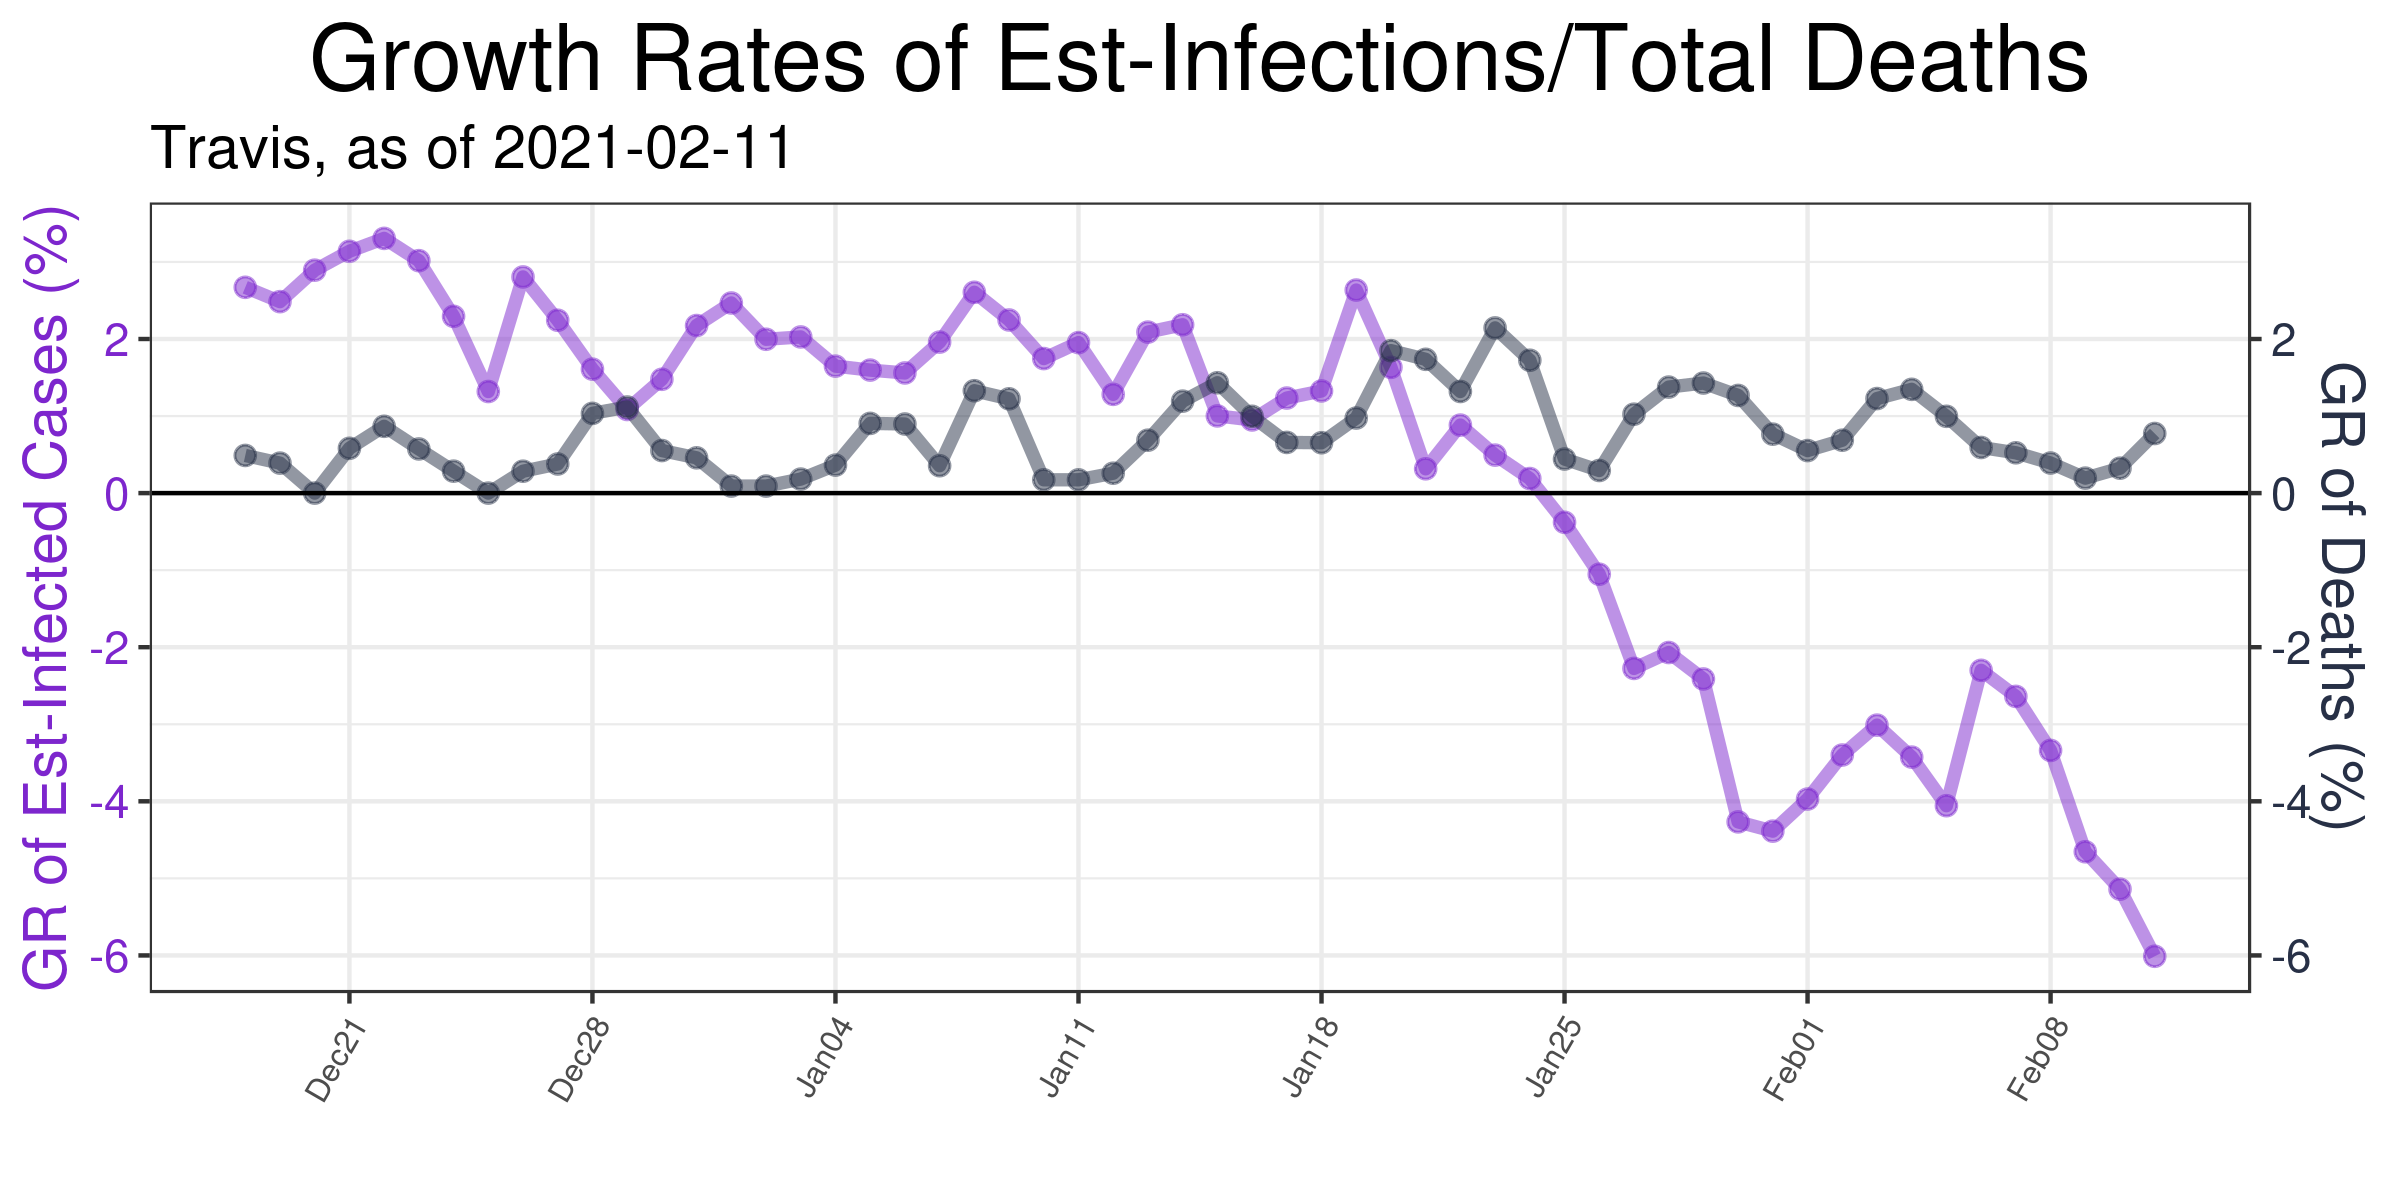 Growth Rates of Est-Infections/Total Deaths
Travis, as of 2021-02-11
GR of Est-Infected Cases (%)
2
0
-2
-4
-6
2
0
-2
-4
-6
GR of Deaths (%)
Dec21
Dec28
Jan04
Jan11
Jan18
Jan25
Feb01
Feb08